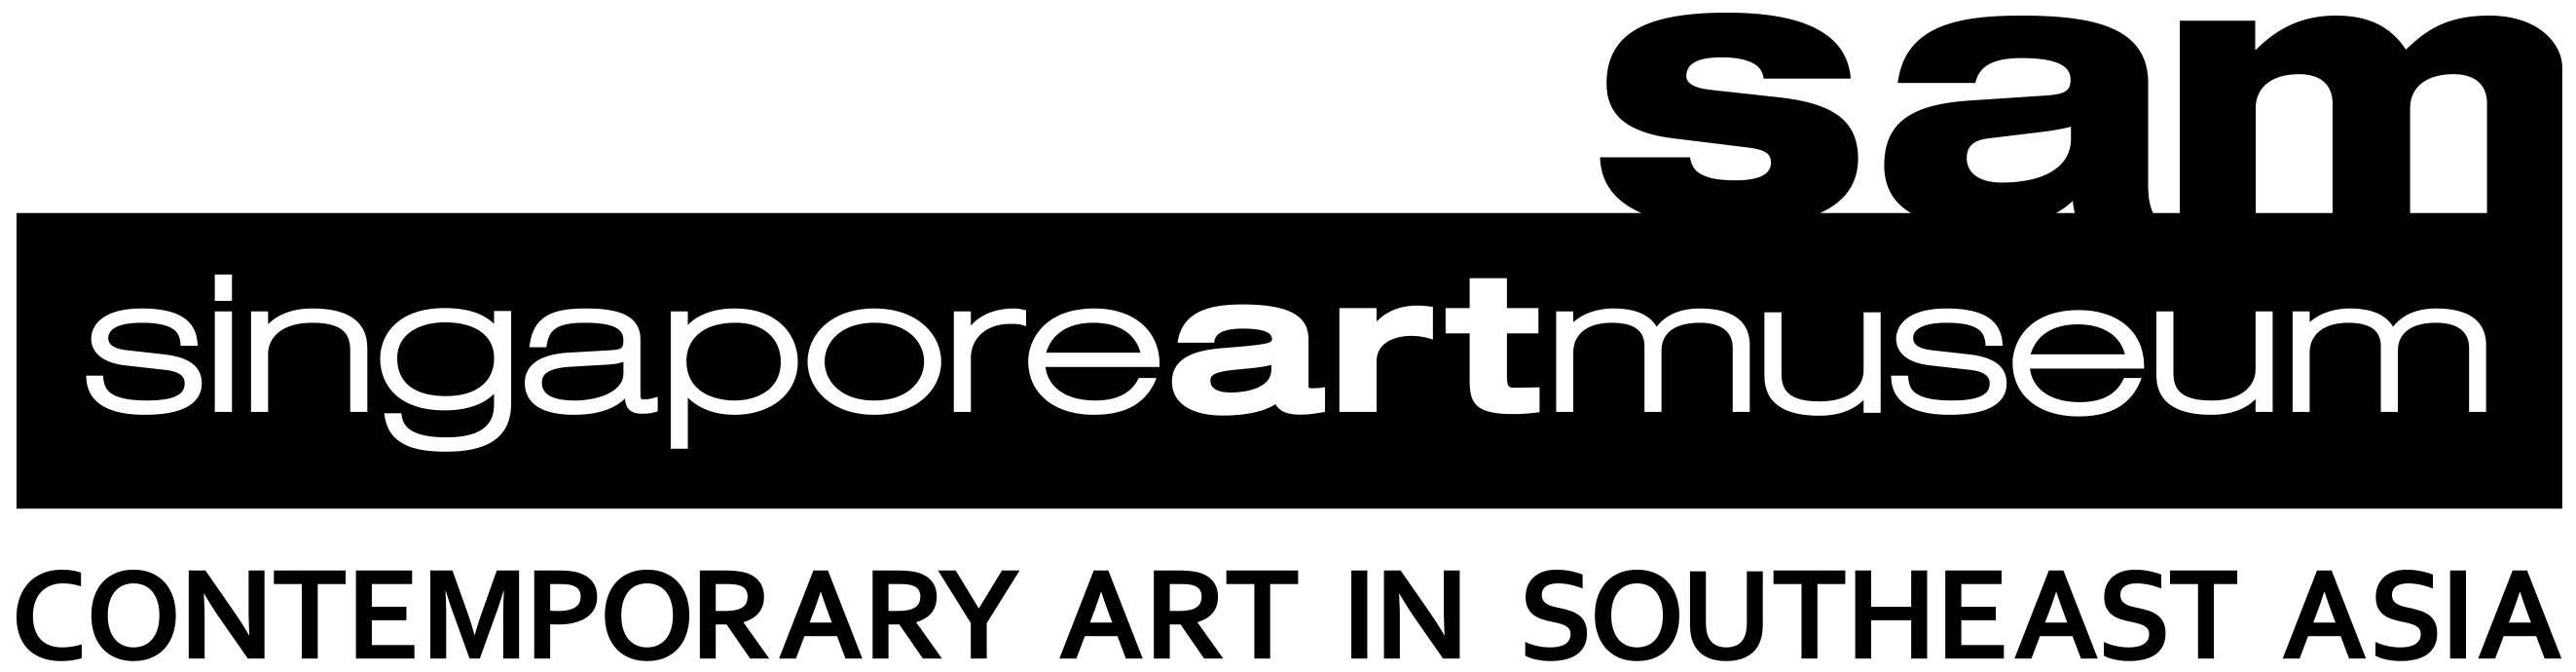 sam
singaporeartmuseum
CONTEMPORARY ART IN SOUTHEAST ASIA